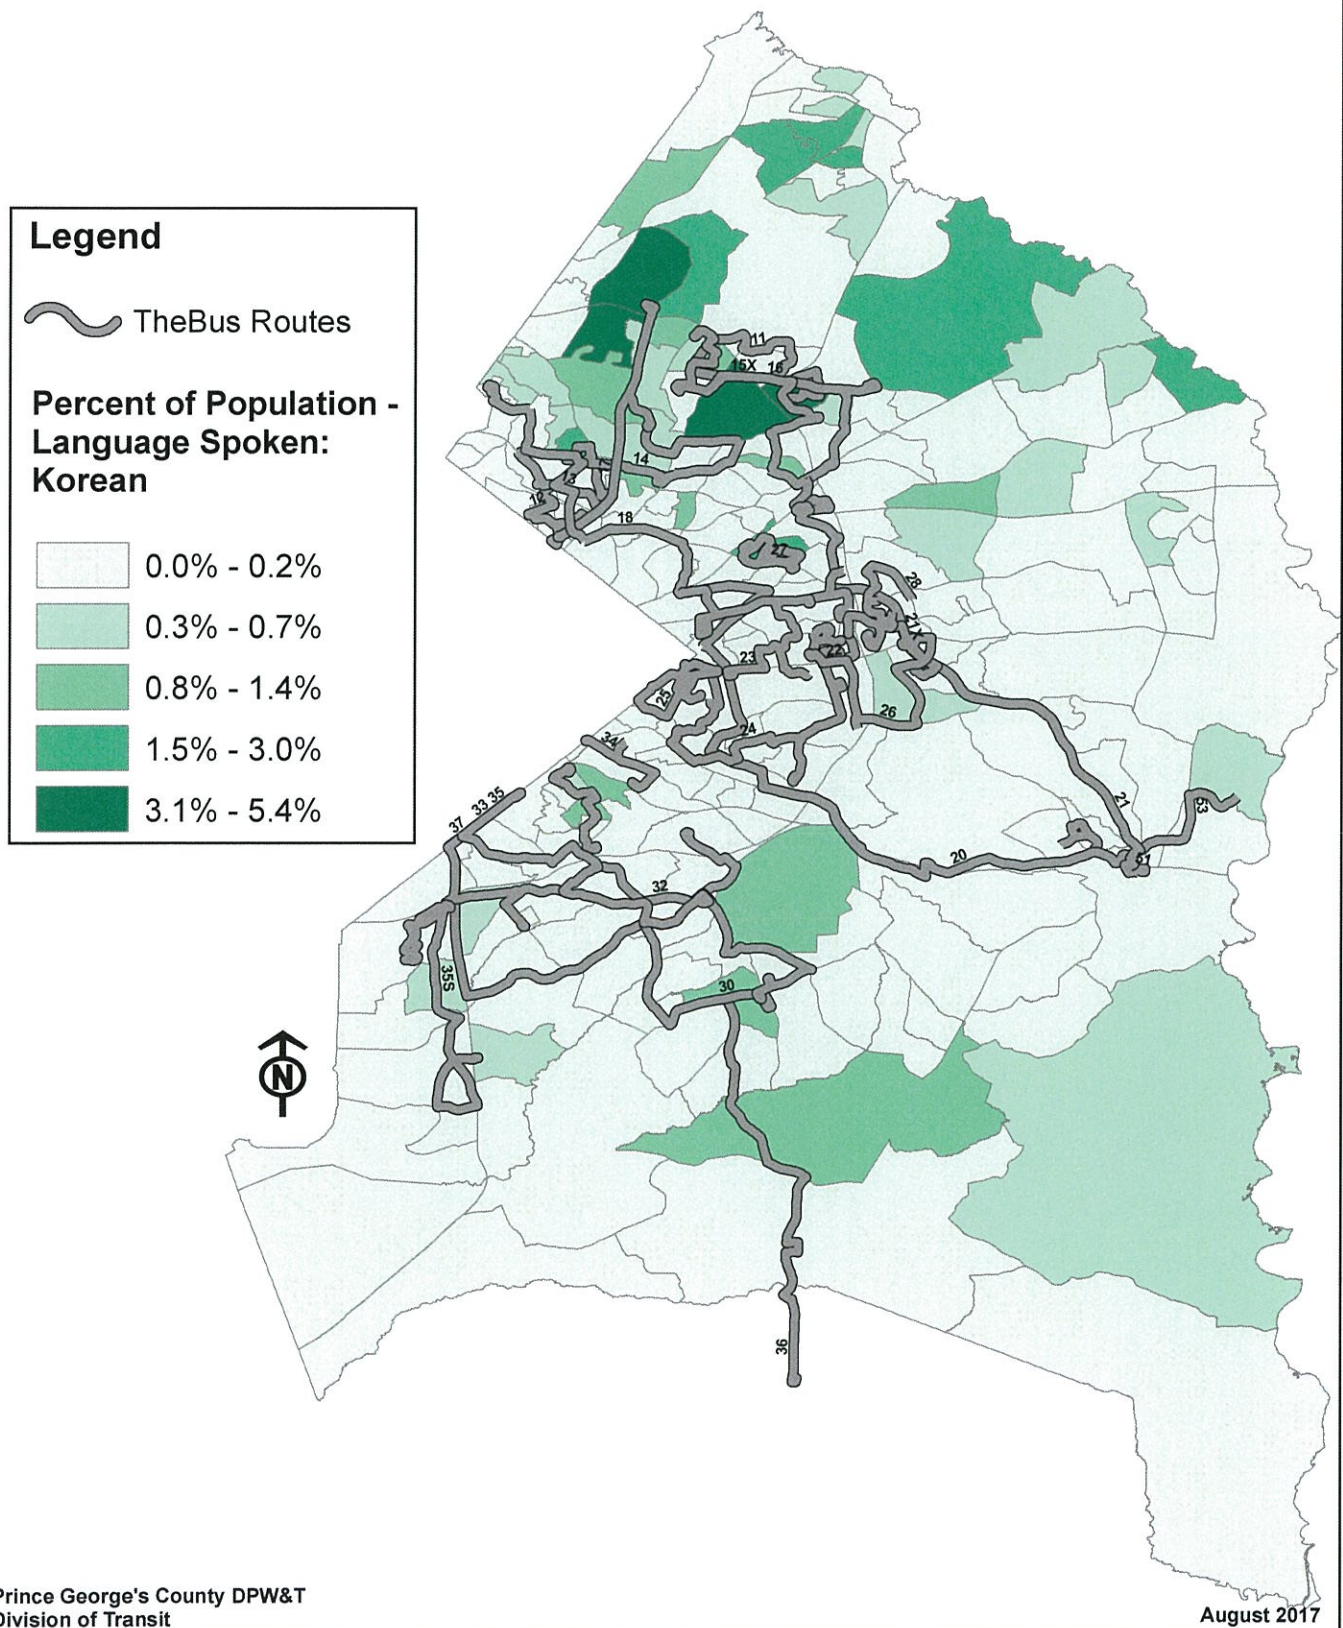 Legend
TheBus Routes
Percent of Population -
Language Spoken:
Korean
0.0% - 0.2%
0.3% - 0.7%
0.8% - 1.4%
1.5% - 3.0%
3.1% - 5.4%
11
15X
16
14
13
12
18
27
28
21X
22
23
25
26
24
34
33
35
37
21
53
51
20
32
35S
30
N
36
Prince George's County DPW&T
Division of Transit
August 2017